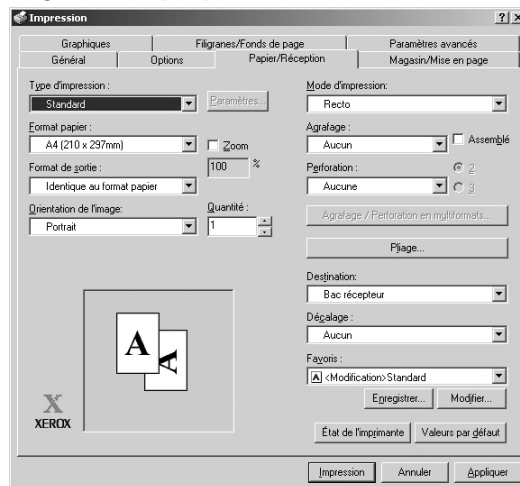 Impression
Graphiques
Filigranes/Fonds de page
Paramètres avancés
Général
Options
Papier/Réception
Magasin/Mise en page
Type d'impression :
Standard
Paramètres...
Format papier :
A4 (210 x 297mm)
Zoom
100 %
Format de sortie :
Identique au format papier
Orientation de l'image:
Portrait
Quantité :
1
Mode d'impression:
Recto
Agrafage :
Aucun
Assemblé
Perforation :
Aucune
2
3
Agrafage / Perforation en multiformats...
Pliage...
Destination:
Bac récepteur
Décalage :
Aucun
Favoris :
A <Modification>Standard
Enregistrer...
Modifier...
A
A
X
XEROX
État de l'imprimante
Valeurs par défaut
Impression
Annuler
Appliquer